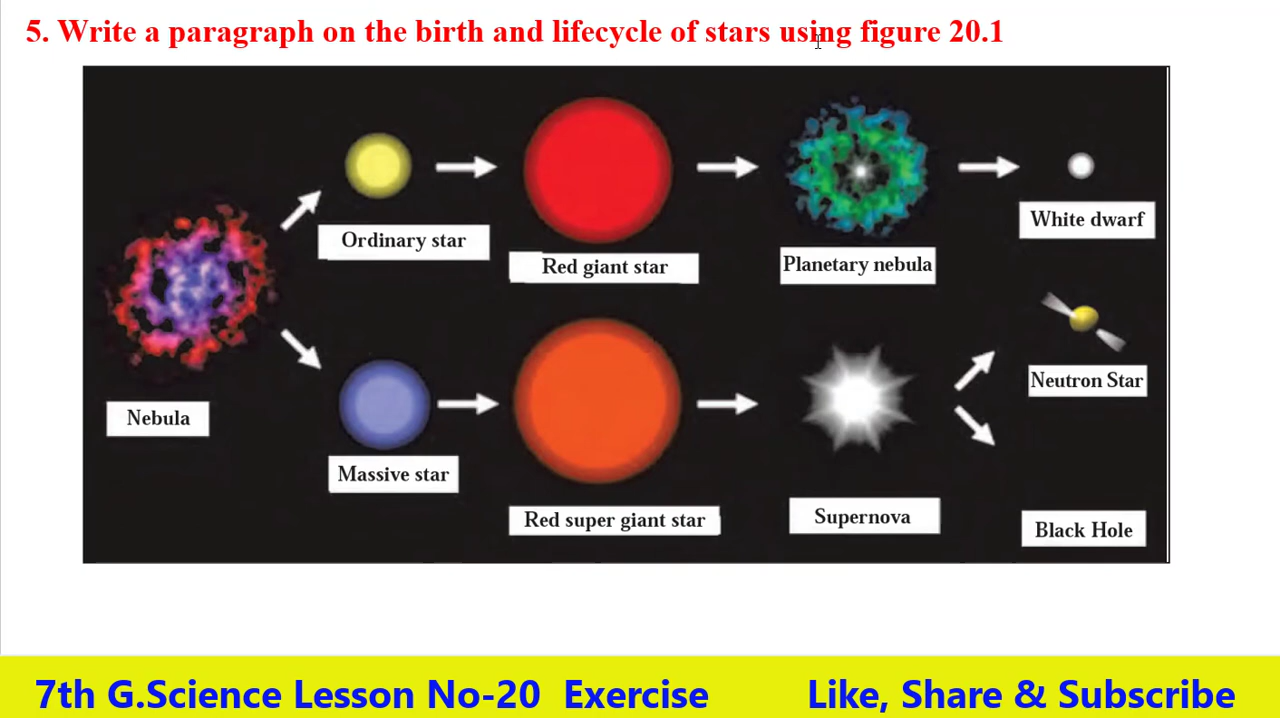 5. Write a paragraph on the birth and lifecycle of stars using figure 20.1
Ordinary star
Red giant star
Planetary nebula
White dwarf
Nebula
Massive star
Red super giant star
Supernova
Neutron Star
Black Hole
7th G.Science Lesson No-20 Exercise
Like, Share & Subscribe